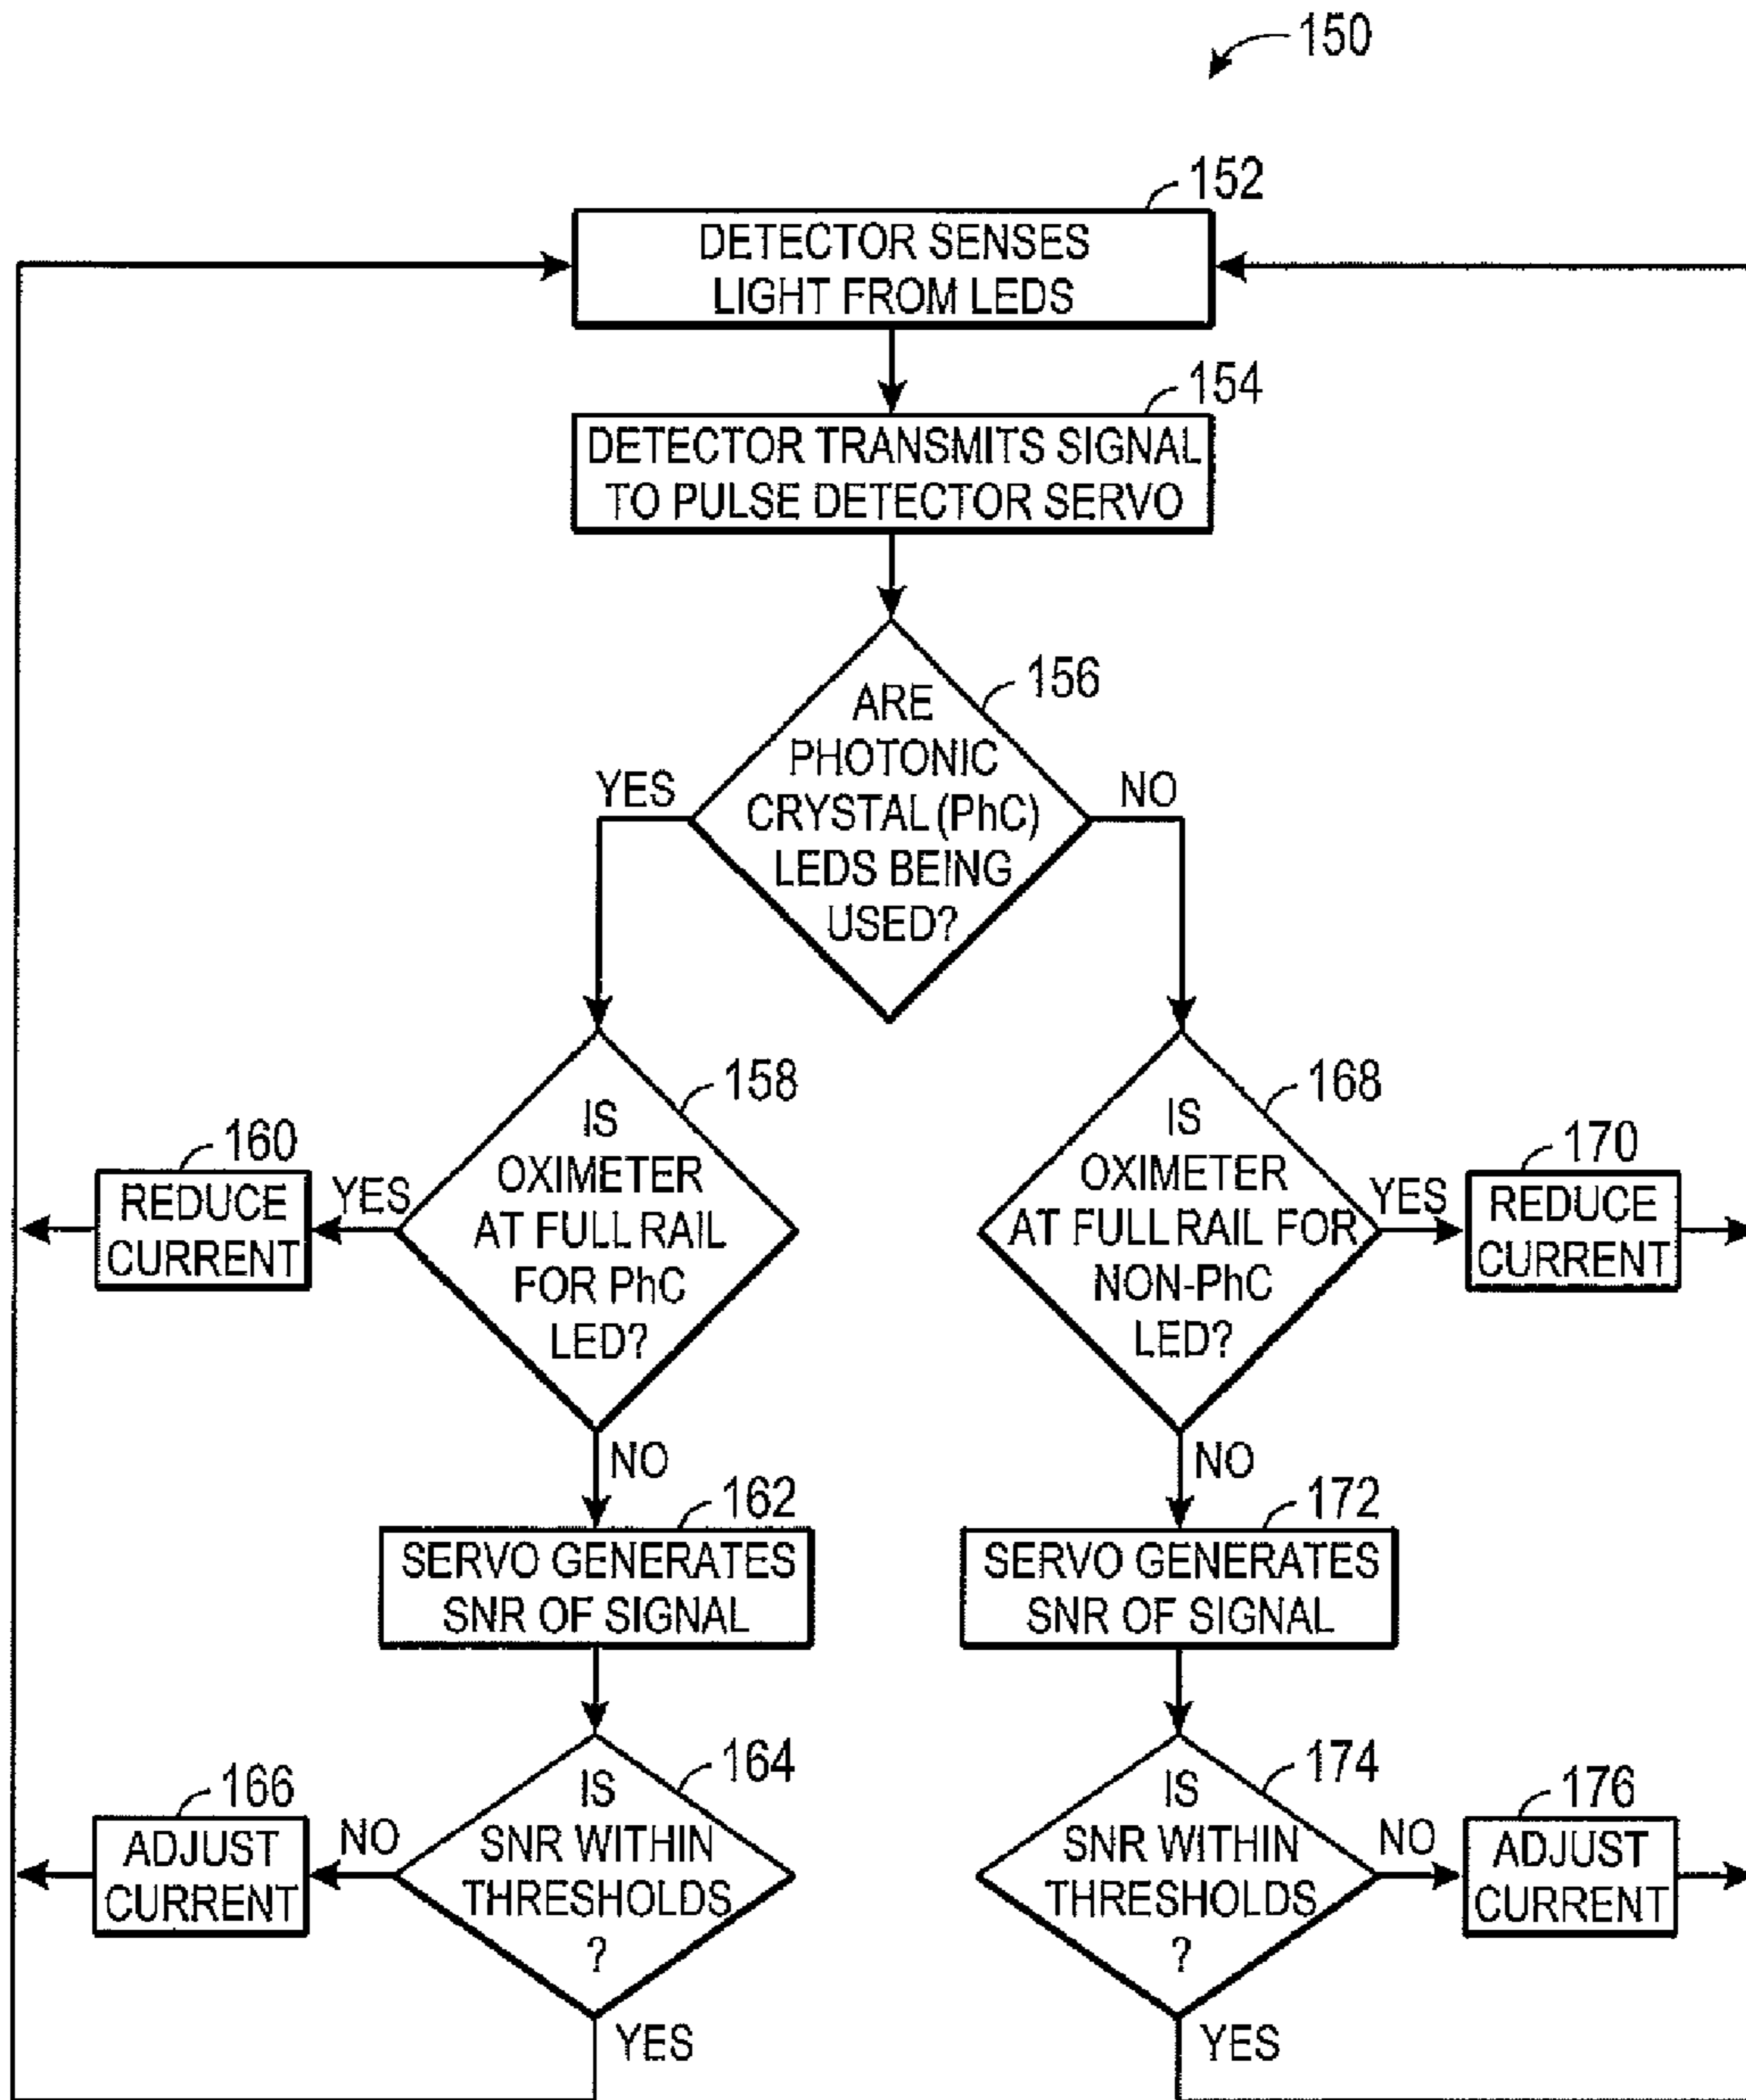 150
152
DETECTOR SENSES
LIGHT FROM LEDS
154
DETECTOR TRANSMITS SIGNAL
TO PULSE DETECTOR SERVO
156
ARE
PHOTONIC
CRYSTAL (PhC)
LEDS BEING
USED?
YES
NO
158
IS
OXIMETER
AT FULL RAIL
FOR PhC
LED?
YES
160
REDUCE
CURRENT
NO
168
IS
OXIMETER
AT FULL RAIL FOR
NON-PhC
LED?
YES
170
REDUCE
CURRENT
NO
162
SERVO GENERATES
SNR OF SIGNAL
172
SERVO GENERATES
SNR OF SIGNAL
164
IS
SNR WITHIN
THRESHOLDS
?
NO
166
ADJUST
CURRENT
YES
174
IS
SNR WITHIN
THRESHOLDS
?
NO
176
ADJUST
CURRENT
YES